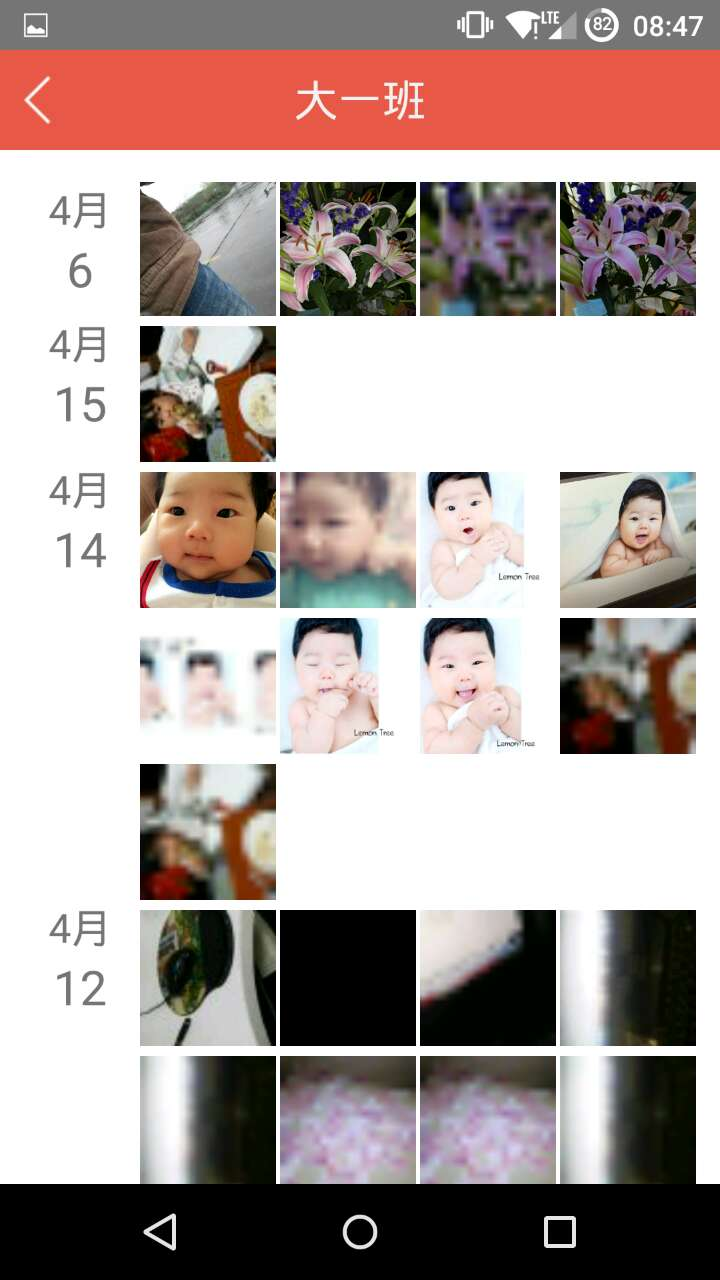 LTE 82 08:47
大一班
4月
6
4月
15
4月
14
Lemon Tree
Lemon Tree
Lemon Tree
4月
12